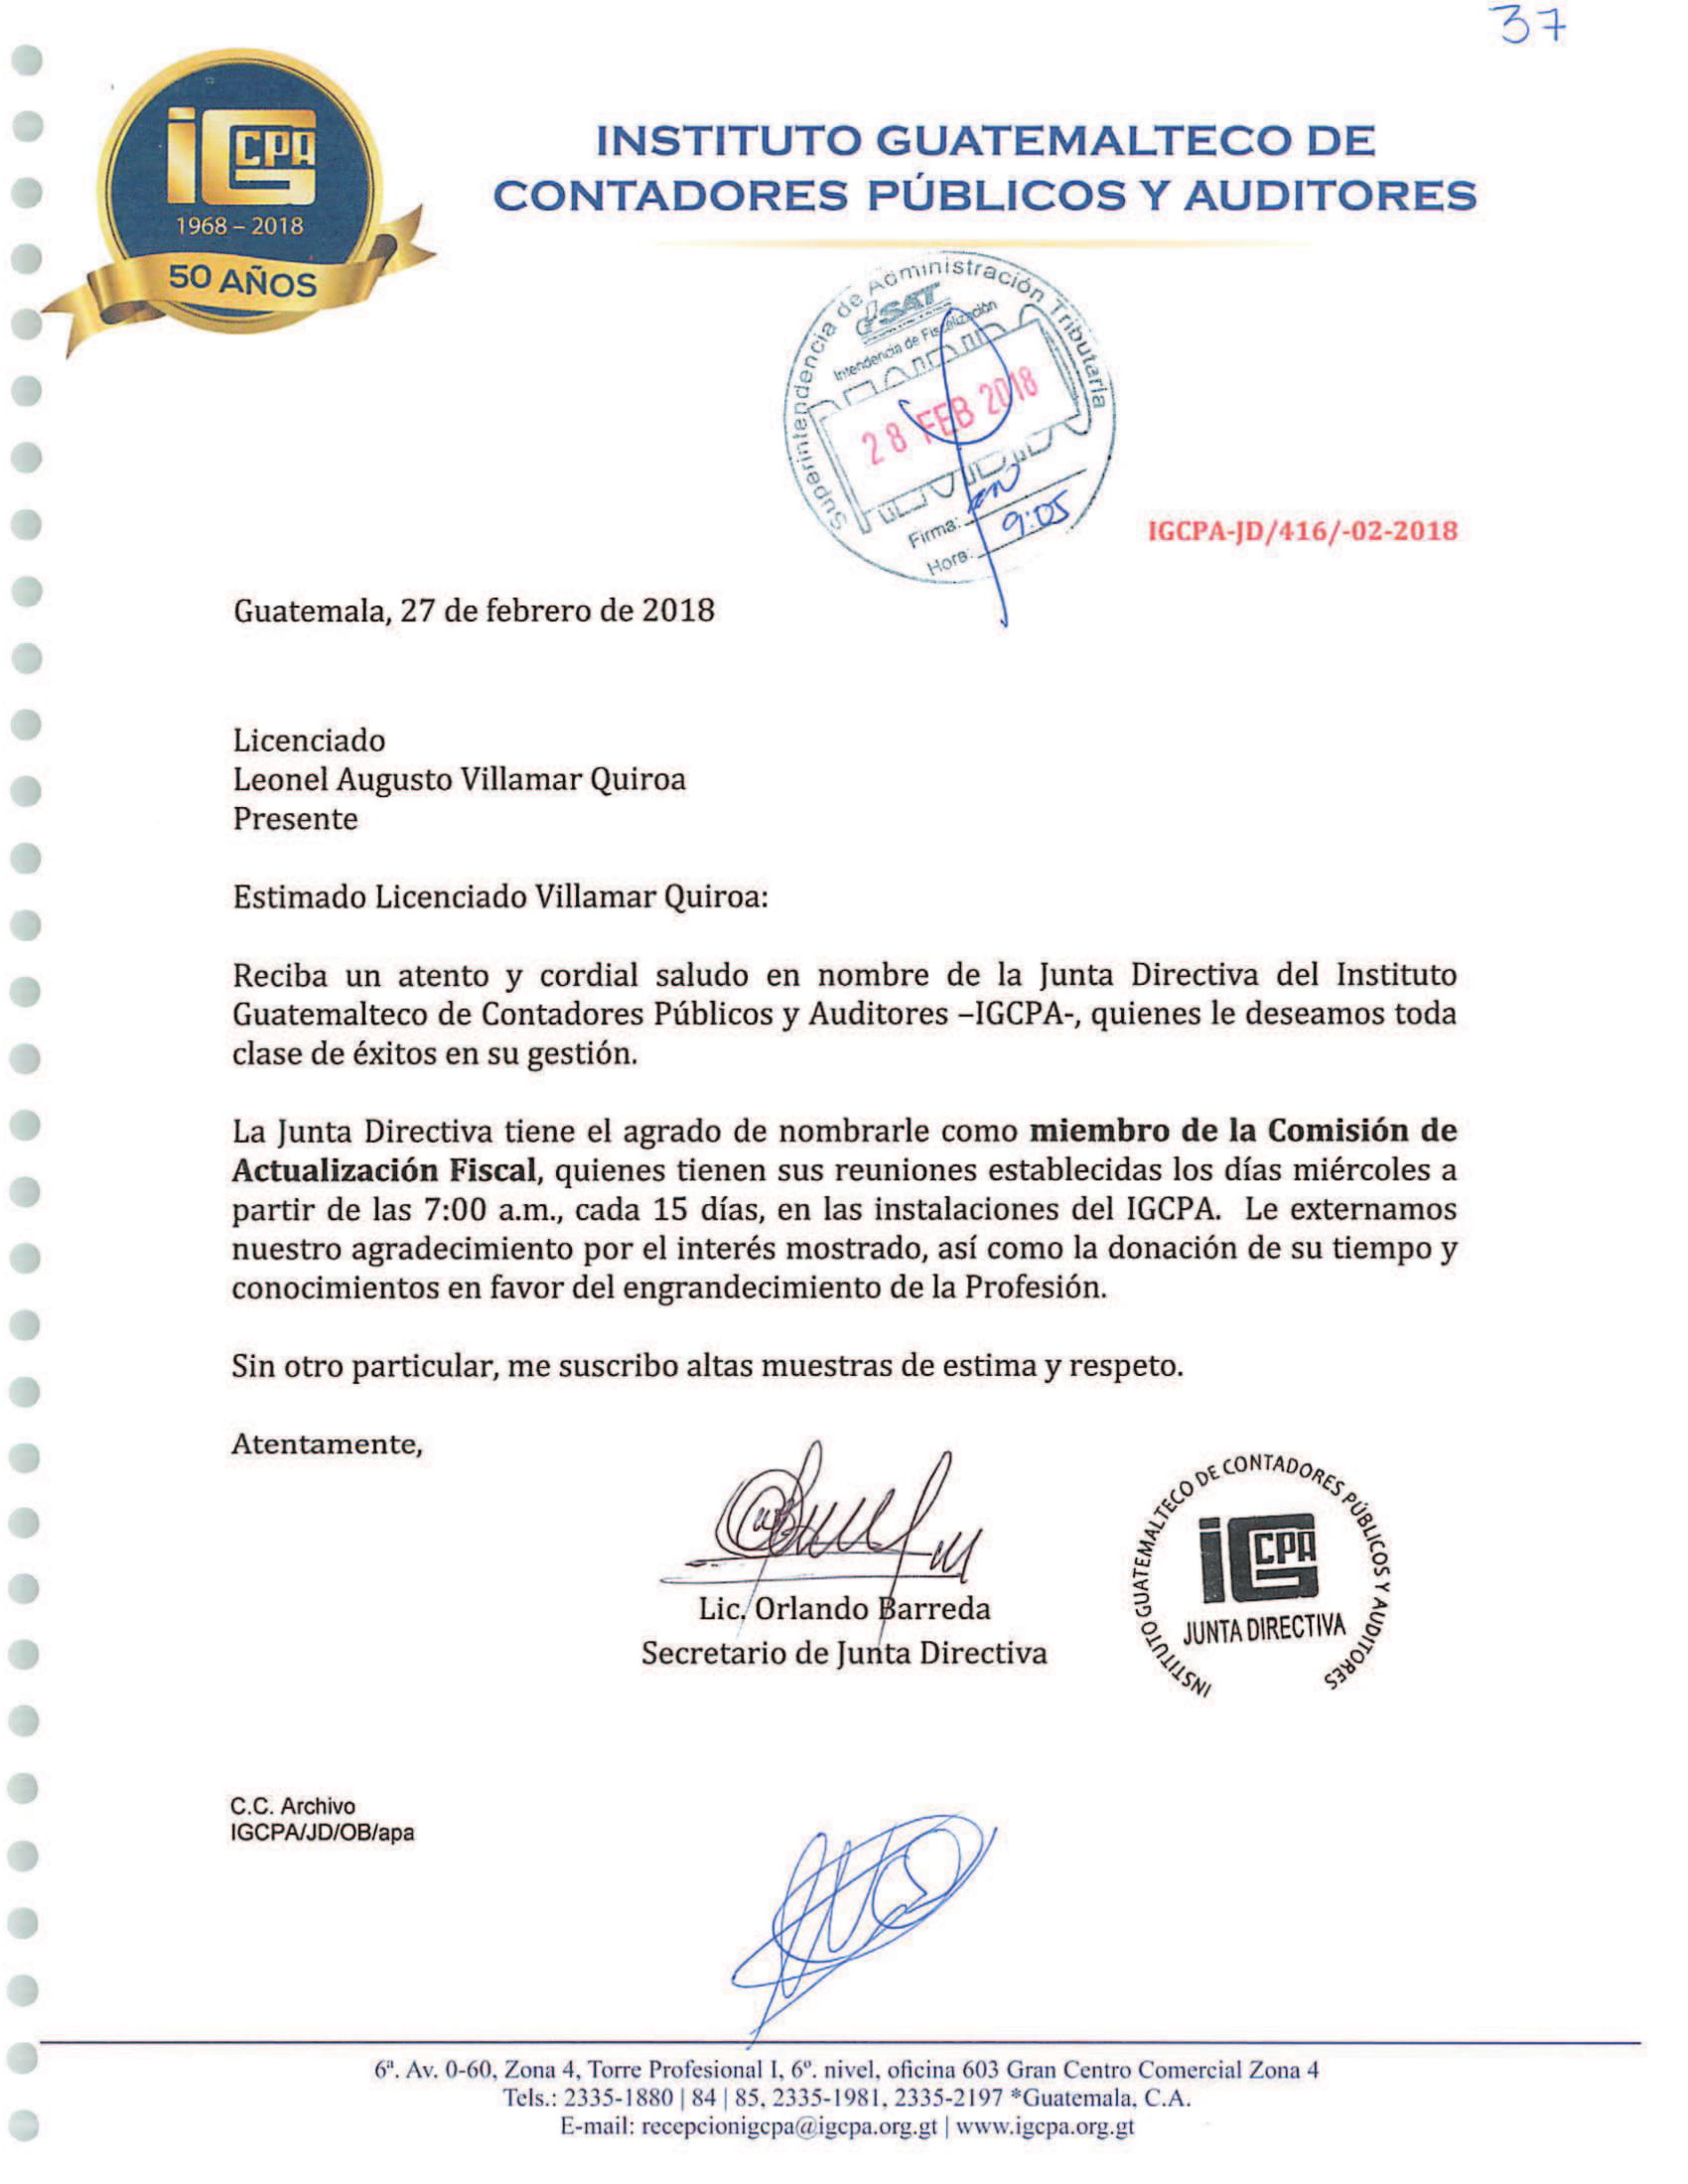 37
iGCPA
1968 – 2018
50 AÑOS
INSTITUTO GUATEMALTECO DE
CONTADORES PÚBLICOS Y AUDITORES
Superintendencia de Administración Tributaria
SAT
Intendencia de Fiscalización
28 FEB 2018
Firma:
Hora: 9:05
IGCPA-JD/416/-02-2018
Guatemala, 27 de febrero de 2018
Licenciado
Leonel Augusto Villamar Quiroa
Presente
Estimado Licenciado Villamar Quiroa:
Reciba un atento y cordial saludo en nombre de la Junta Directiva del Instituto
Guatemalteco de Contadores Públicos y Auditores –IGCPA-, quienes le deseamos toda
clase de éxitos en su gestión.
La Junta Directiva tiene el agrado de nombrarle como miembro de la Comisión de
Actualización Fiscal, quienes tienen sus reuniones establecidas los días miércoles a
partir de las 7:00 a.m., cada 15 días, en las instalaciones del IGCPA. Le externamos
nuestro agradecimiento por el interés mostrado, así como la donación de su tiempo y
conocimientos en favor del engrandecimiento de la Profesión.
Sin otro particular, me suscribo altas muestras de estima y respeto.
Atentamente,
Lic. Orlando Barreda
Secretario de Junta Directiva
INSTITUTO GUATEMALTECO DE CONTADORES PÚBLICOS Y AUDITORES
iGCPA
JUNTA DIRECTIVA
C.C. Archivo
IGCPA/JD/OB/apa
6ª. Av. 0-60, Zona 4, Torre Profesional I, 6º. nivel, oficina 603 Gran Centro Comercial Zona 4
Tels.: 2335-1880 | 84 | 85, 2335-1981, 2335-2197 *Guatemala, C.A.
E-mail: recepcionigcpa@igcpa.org.gt | www.igcpa.org.gt